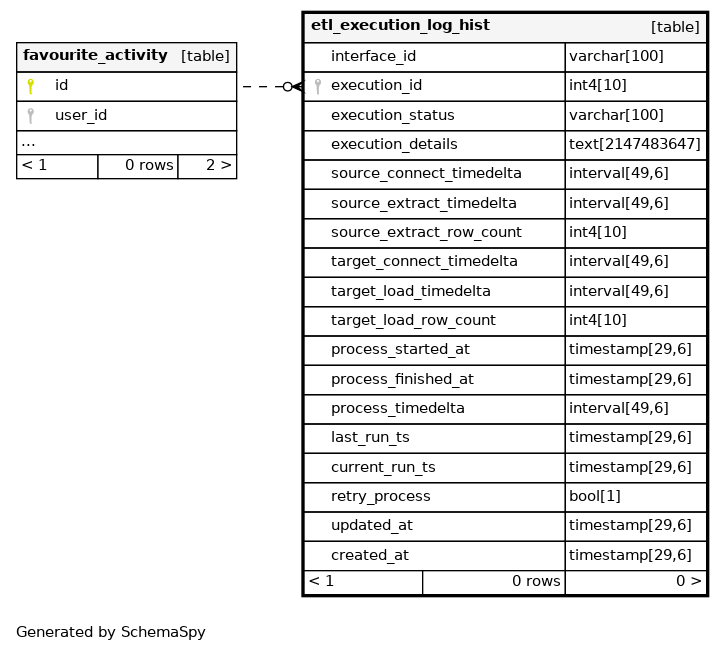 favourite_activity [table]
id
user_id
...
< 1 0 rows 2 >
etl_execution_log_hist [table]
interface_id varchar[100]
execution_id int4[10]
execution_status varchar[100]
execution_details text[2147483647]
source_connect_timedelta interval[49,6]
source_extract_timedelta interval[49,6]
source_extract_row_count int4[10]
target_connect_timedelta interval[49,6]
target_load_timedelta interval[49,6]
target_load_row_count int4[10]
process_started_at timestamp[29,6]
process_finished_at timestamp[29,6]
process_timedelta interval[49,6]
last_run_ts timestamp[29,6]
current_run_ts timestamp[29,6]
retry_process bool[1]
updated_at timestamp[29,6]
created_at timestamp[29,6]
< 1 0 rows 0 >
Generated by SchemaSpy